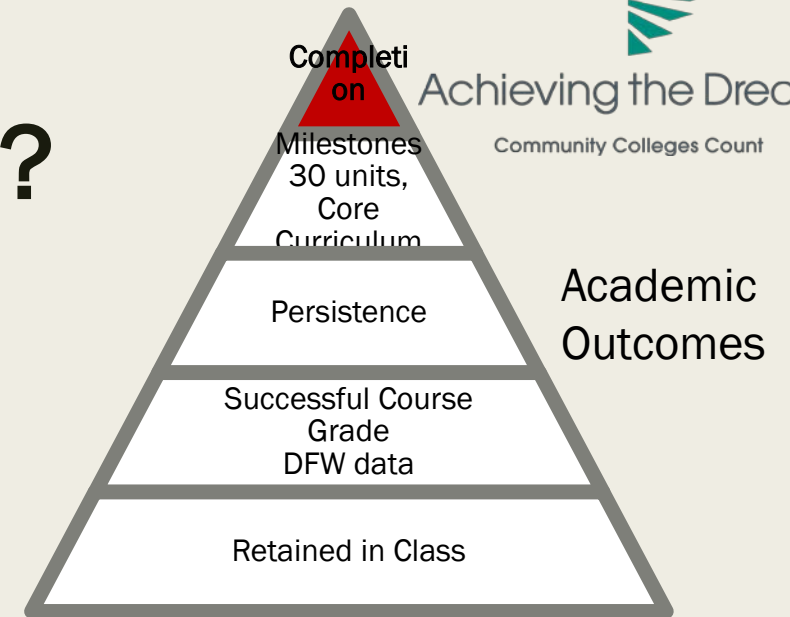 ?
Completi
on
Achieving the
Community Colleges Count
Milestones
30 units,
Core
Curriculum
Persistence
Academic
Outcomes
Successful Course
Grade
DFW data
Retained in Class